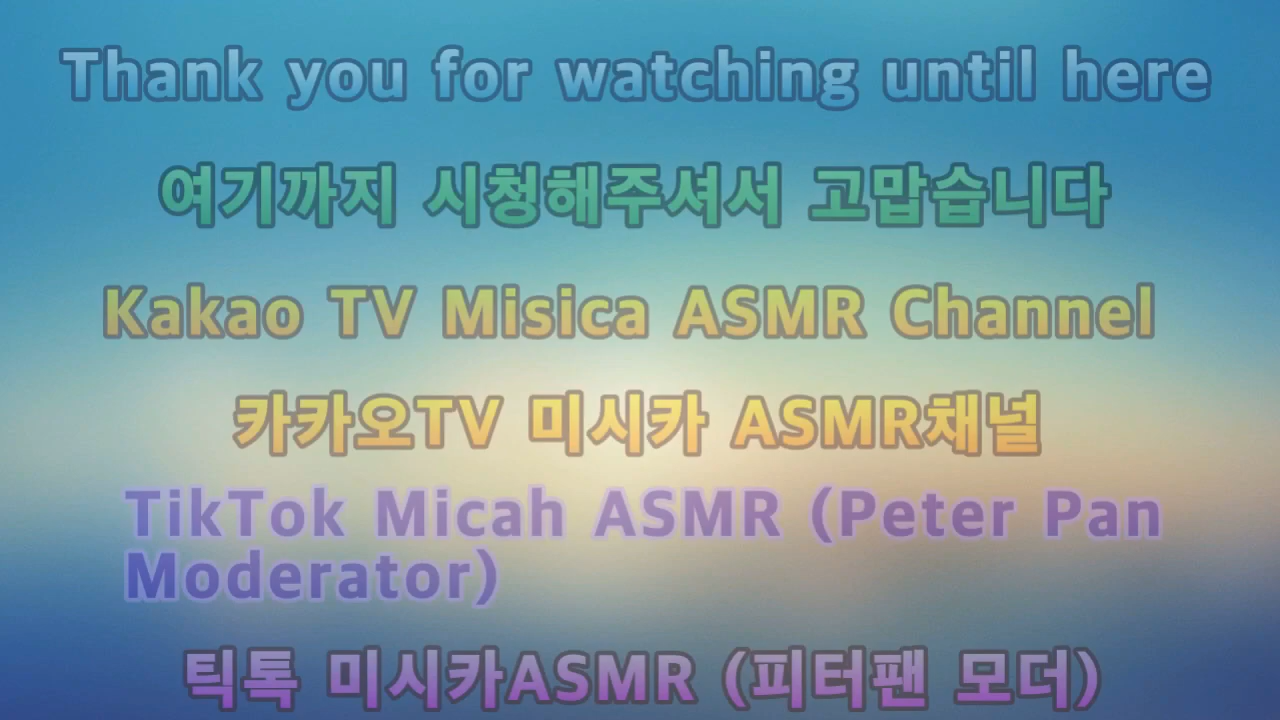 Thank you for watching until here
여기까지 시청해주셔서 고맙습니다
Kakao TV Misica ASMR Channel
카카오TV 미시카 ASMR채널
TikTok Micah ASMR (Peter Pan
Moderator)
틱톡 미시카ASMR (피터팬 모더)